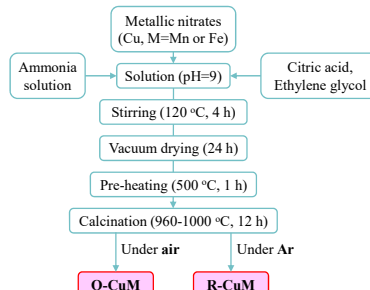 Metallic nitrates
(Cu, M=Mn or Fe)
Ammonia
solution
Solution (pH=9)
Citric acid,
Ethylene glycol
Stirring (120 °C, 4 h)
Vacuum drying (24 h)
Pre-heating (500 °C, 1 h)
Calcination (960-1000 °C, 12 h)
Under air
Under Ar
O-CuM
R-CuM